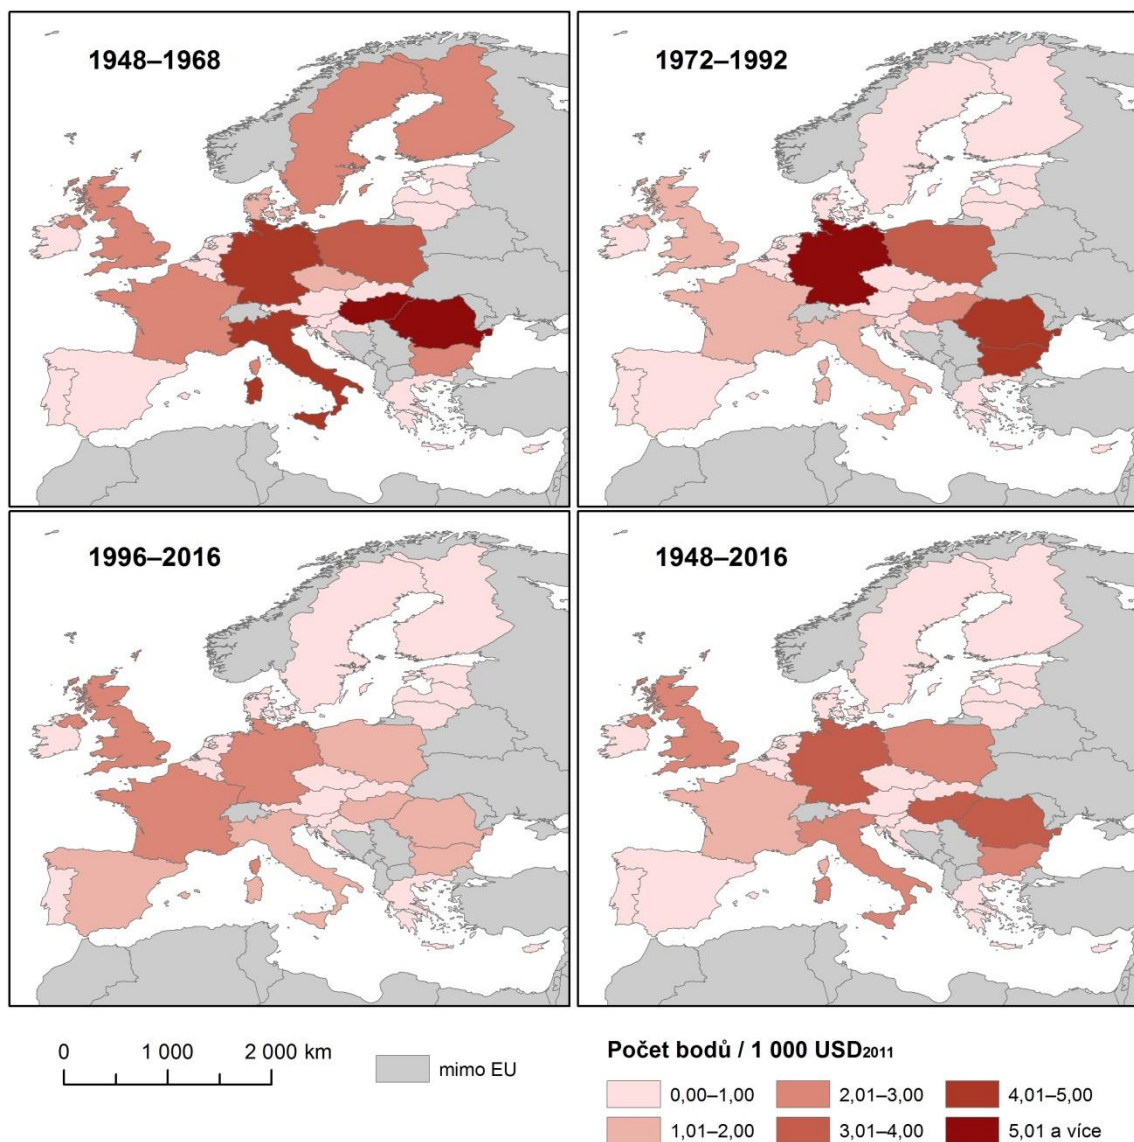 1948–1968
1972–1992
1996–2016
1948–2016
0 1 000 2 000 km
mimo EU
Počet bodů / 1 000 USD2011
0,00–1,00 2,01–3,00 4,01–5,00
1,01–2,00 3,01–4,00 5,01 a více